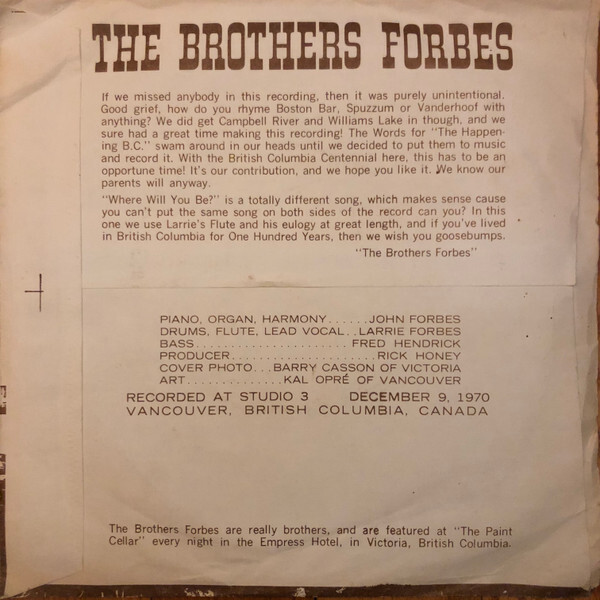 THE BROTHERS FORBES
If we missed anybody in this recording, then it was purely unintentional.
Good grief, how do you rhyme Boston Bar, Spuzzum or Vanderhoof with
anything? We did get Campbell River and Williams Lake in though, and we
sure had a great time making this recording! The Words for "The Happen-
ing B.C." swam around in our heads until we decided to put them to music
and record it. With the British Columbia Centennial here, this has to be an
opportune time! It's our contribution, and we hope you like it. We know our
parents will anyway.
"Where Will You Be?" is a totally different song, which makes sense cause
you can't put the same song on both sides of the record can you? In this
one we use Larrie's Flute and his eulogy at great length, and if you've lived
in British Columbia for One Hundred Years, then we wish you goosebumps.
"The Brothers Forbes"
PIANO, ORGAN, HARMONY......JOHN FORBES
DRUMS, FLUTE, LEAD VOCAL..LARRIE FORBES
BASS......................FRED HENDRICK
PRODUCER....................RICK HONEY
COVER PHOTO...BARRY CASSON OF VICTORIA
ART..............KAL OPRÉ OF VANCOUVER
RECORDED AT STUDIO 3 DECEMBER 9, 1970
VANCOUVER, BRITISH COLUMBIA, CANADA
The Brothers Forbes are really brothers, and are featured at "The Paint
Cellar" every night in the Empress Hotel, in Victoria, British Columbia.